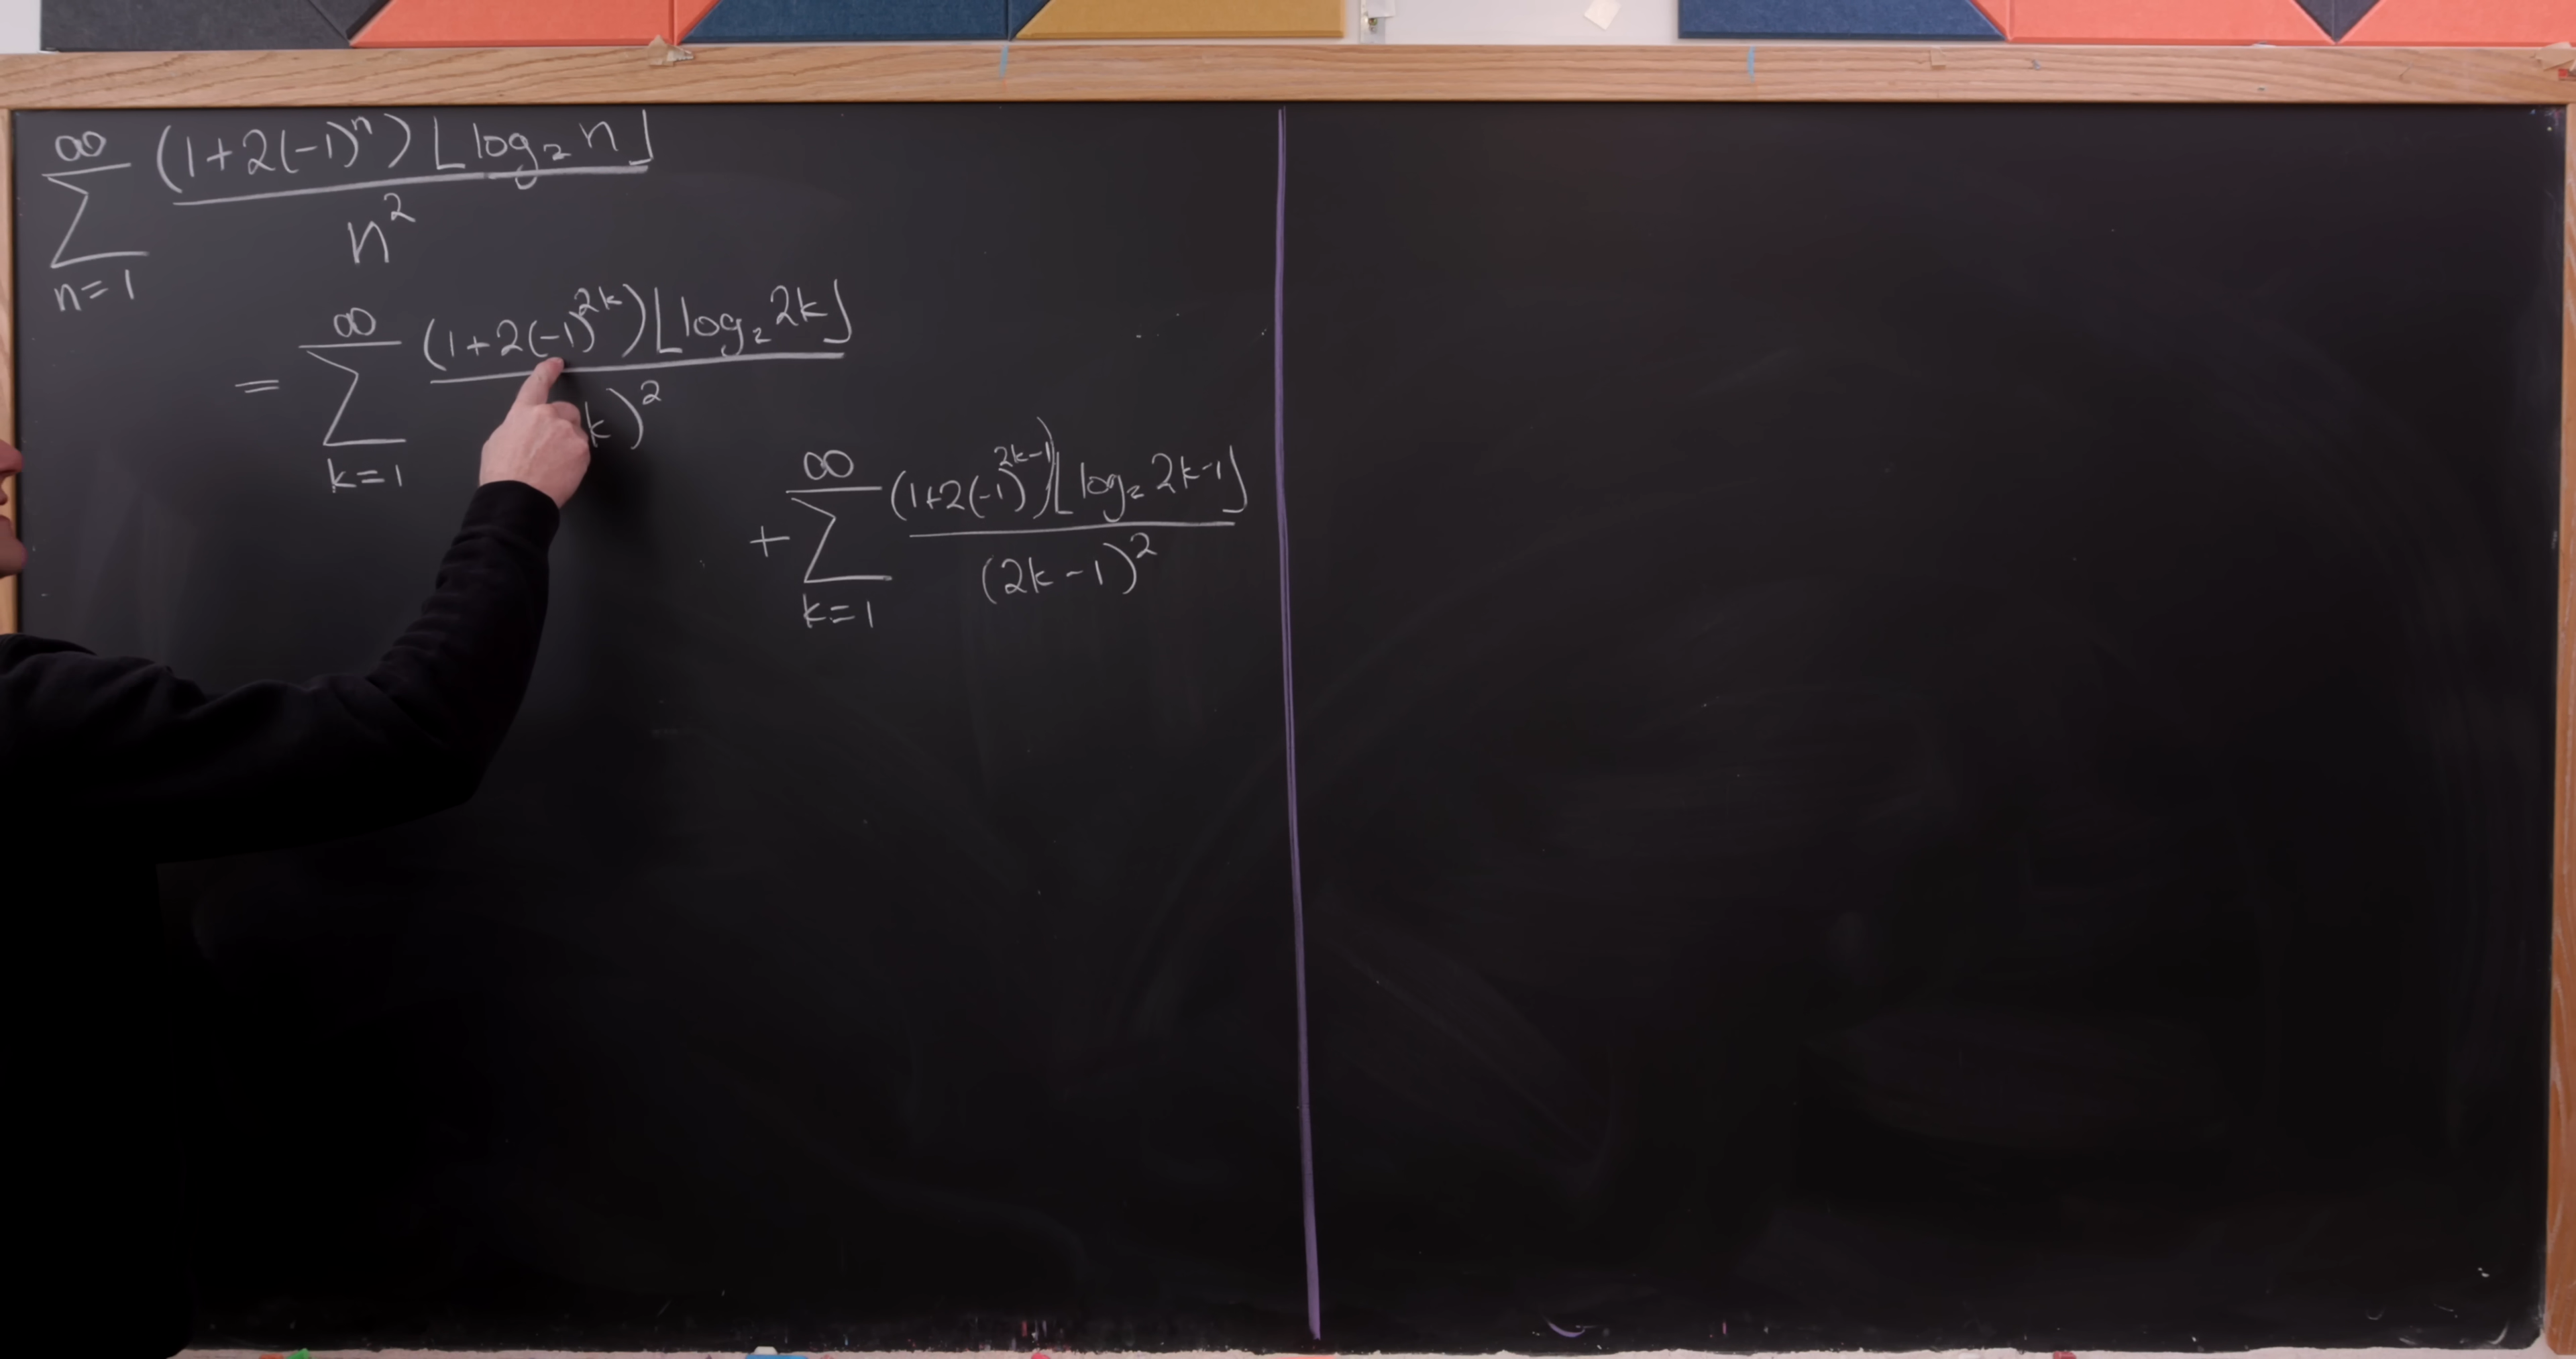 ∞∑n=1 (1+2(-1)^n)⌊log₂ n⌋ / n²
= ∞∑k=1 (1+2(-1)^2k)⌊log₂ 2k⌋ / k)²
+ ∞∑k=1 (1+2(-1)^2k-1)⌊log₂ 2k-1⌋ / (2k-1)²